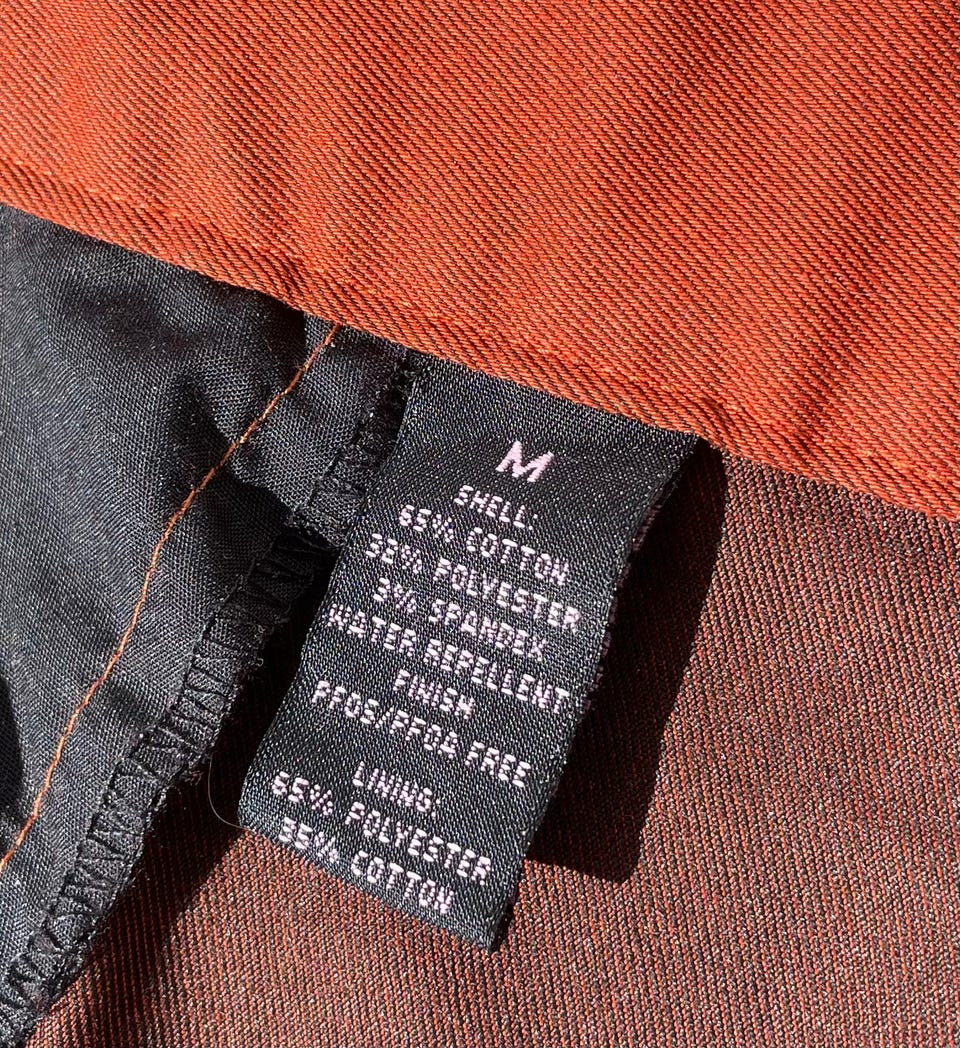 M
SHELL:
65% COTTON
32% POLYESTER
3% SPANDEX
WATER REPELLENT
FINISH
PFOS/PFOA FREE
LINING:
65% POLYESTER
35% COTTON